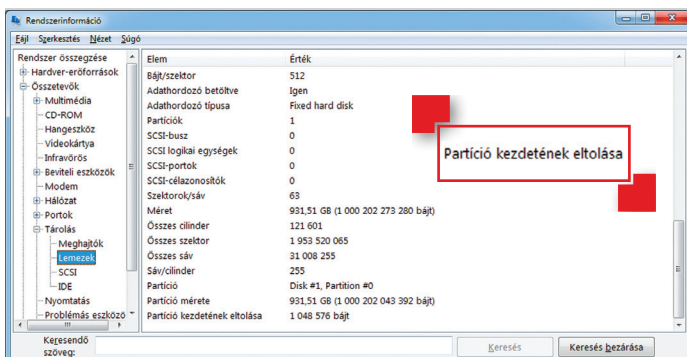 Rendszerinformáció
Fájl Szerkesztés Nézet Súgó
Rendszer összegzése
Hardver-erőforrások
Összetevők
Multimédia
CD-ROM
Hangeszköz
Videokártya
Infravörös
Beviteli eszközök
Modem
Hálózat
Portok
Tárolás
Meghajtók
Lemezek
SCSI
IDE
Nyomtatás
Problémás eszközö
Elem Érték
Bájt/szektor 512
Adathordozó betöltve Igen
Adathordozó típusa Fixed hard disk
Partíciók 1
SCSI-busz 0
SCSI logikai egységek 0
SCSI-portok 0
SCSI-célazonosítók 0
Szektorok/sáv 63
Méret 931,51 GB (1 000 202 273 280 bájt)
Összes cilinder 121 601
Összes szektor 1 953 520 065
Összes sáv 31 008 255
Sáv/cilinder 255
Partíció Disk #1, Partition #0
Partíció mérete 931,51 GB (1 000 202 043 392 bájt)
Partíció kezdetének eltolása 1 048 576 bájt
Partíció kezdetének eltolása
Keresendő
szöveg:
Keresés
Keresés bezárása